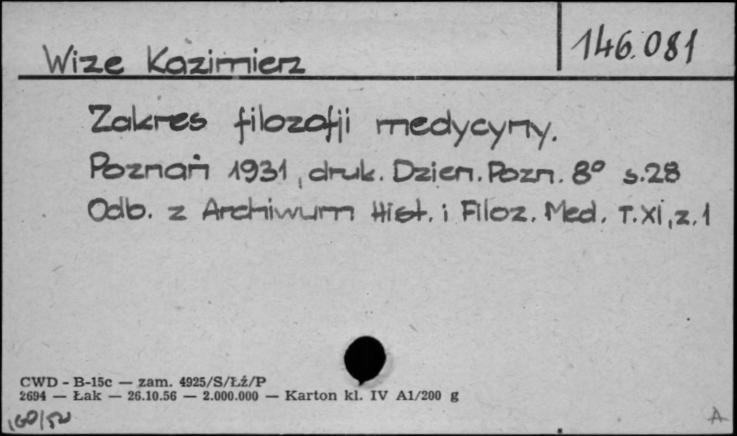 Wize Kazimierz
146.081
Zakres filozofji medycyny.
Poznań 1931, druk. Dzien. Pozn. 8° s.28
Odb. z Archiwum Hist. i Filoz. Med. T.XI, z.1
CWD - B-15c — zam. 4925/S/Łź/P
2694 — Łak — 26.10.56 — 2.000.000 — Karton kl. IV A1/200 g
A